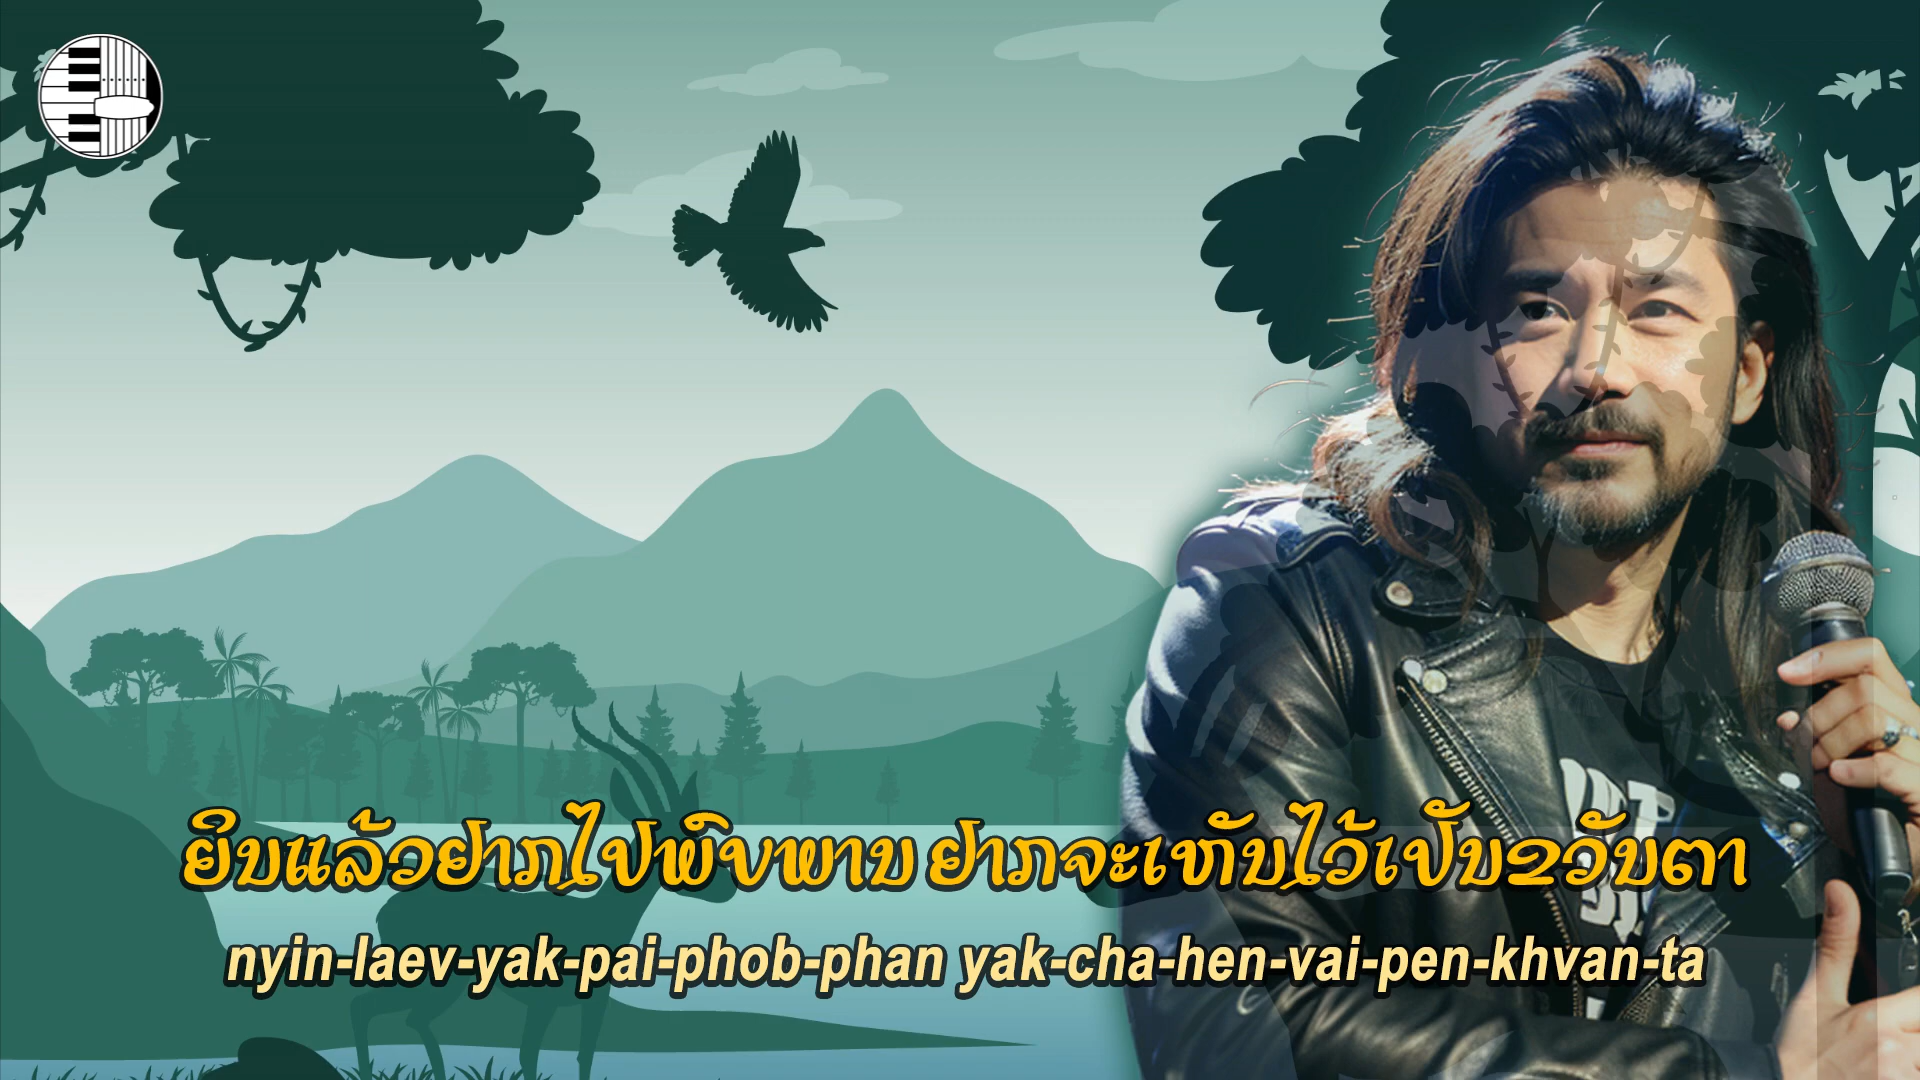 ຍິນແລ້ວຢາກໄປພົບພານ ຢາກຈະເຫັນໄວ້ເປັນຂວັນຕາ
nyin-laev-yak-pai-phob-phan yak-cha-hen-vai-pen-khvan-ta